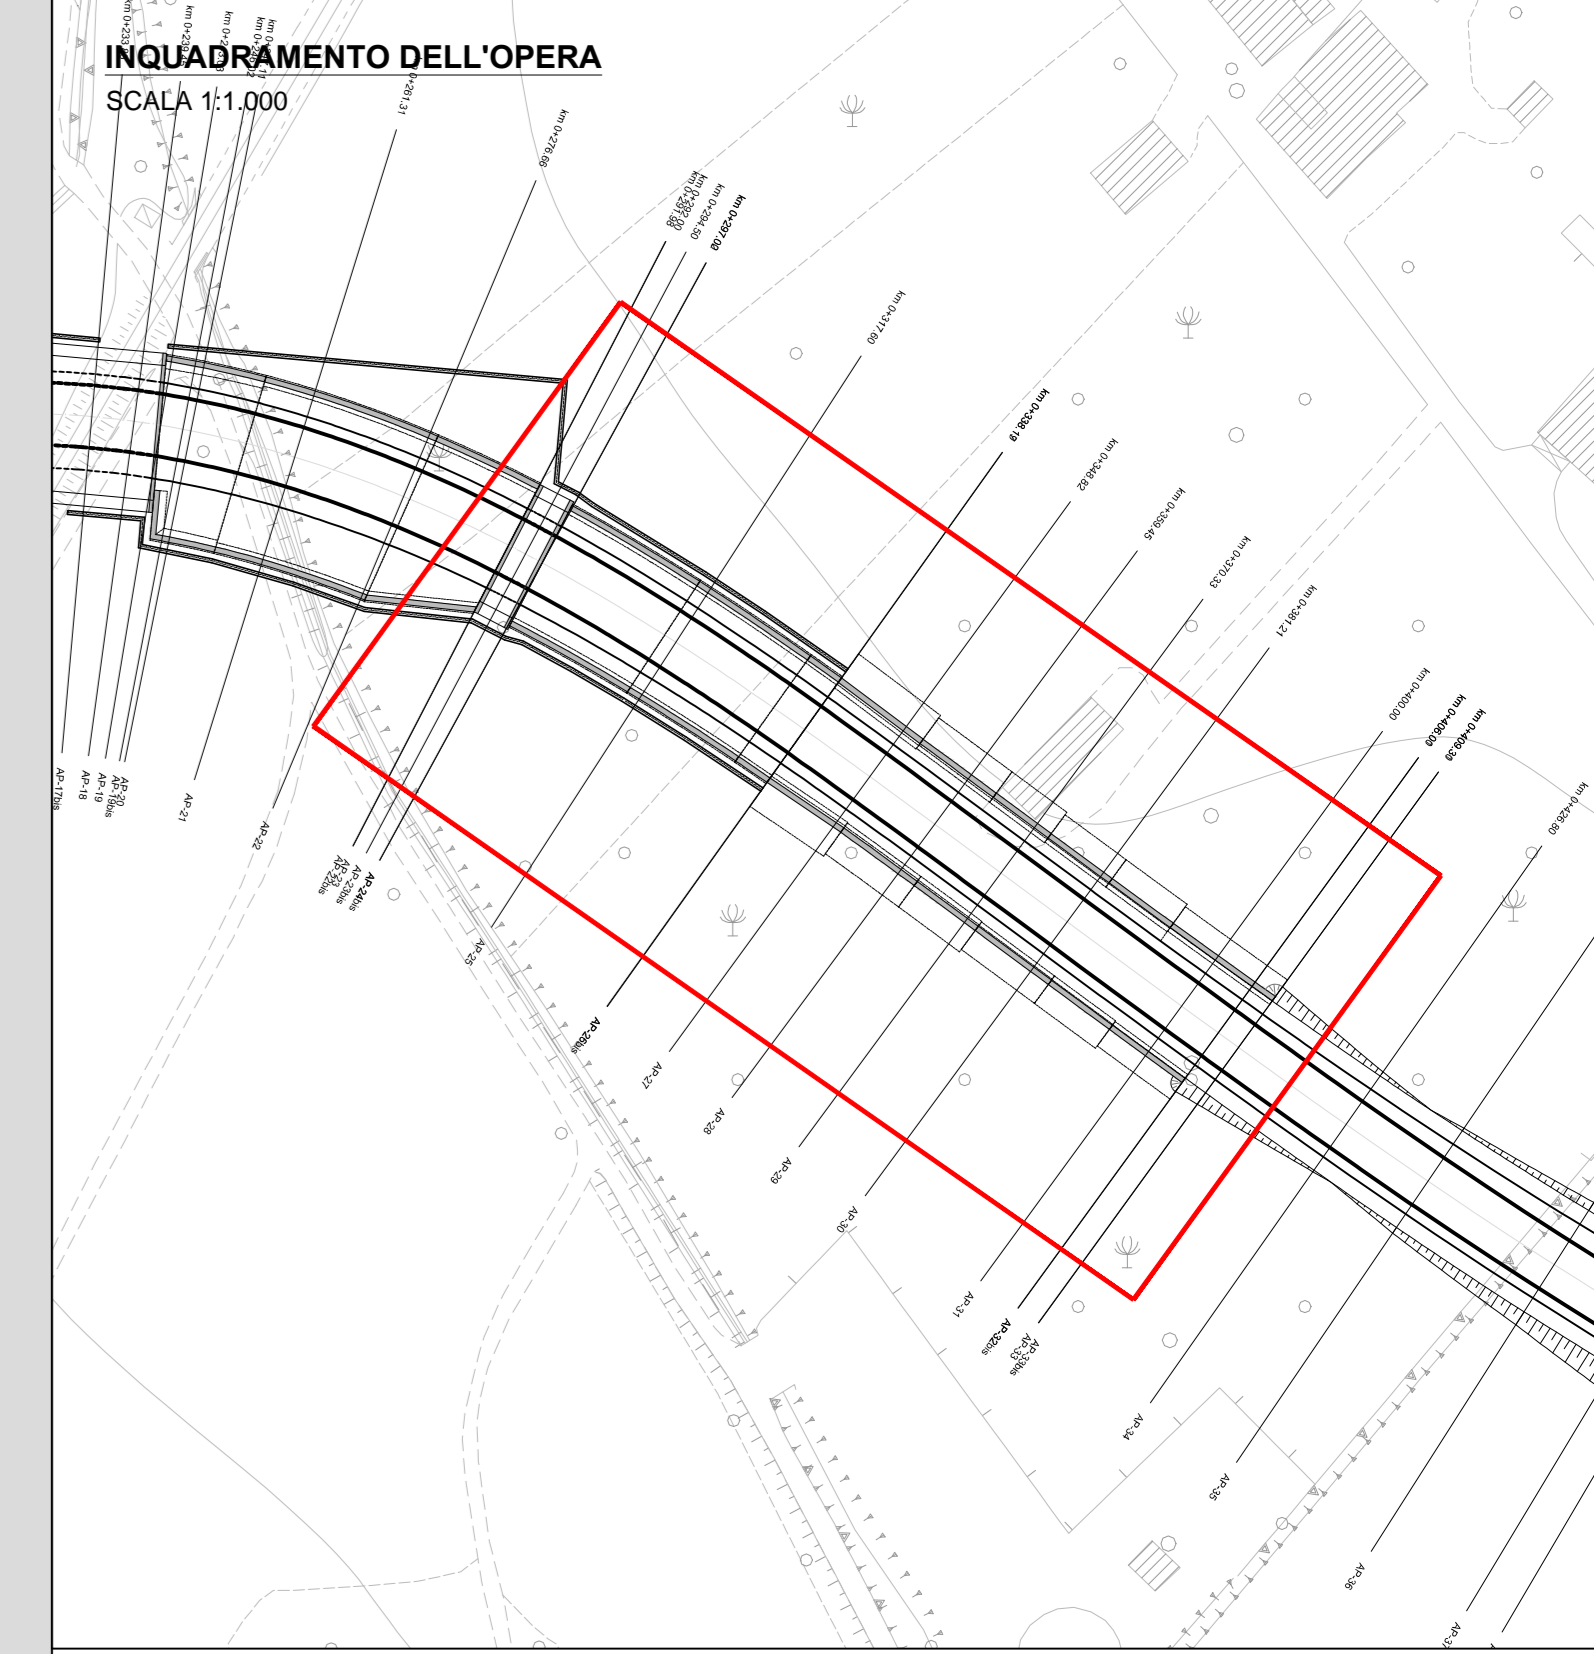 INQUADRAMENTO DELL'OPERA
SCALA 1:1.000
km 0+261.31
km 0+276.66
km 0+291.98
km 0+292.00
km 0+294.50
km 0+317.60
km 0+338.19
km 0+348.82
km 0+359.45
km 0+370.33
km 0+381.21
km 0+400.00
km 0+406.00
km 0+409.30
km 0+426.80
AP-17bis
AP-18
AP-19
AP-19bis
AP-20
AP-21
AP-22
AP-22bis
AP-23
AP-23bis
AP-24bis
AP-25
AP-26bis
AP-27
AP-28
AP-29
AP-30
AP-31
AP-32bis
AP-33
AP-33bis
AP-34
AP-35
AP-36